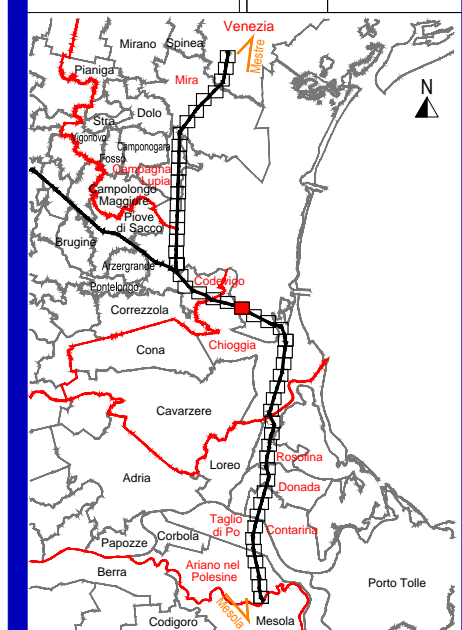 Venezia
Mirano
Spinea
Mestre
Pianiga
Mira
N
Dolo
Stra
Vigonovo
Camponogara
Fosso
Campagna
Lupia
Campolongo
Maggiore
Piove
di Sacco
Brugine
Arzergrande
Codevigo
Pontelongo
Correzzola
Chioggia
Cona
Cavarzere
Rosolina
Loreo
Adria
Donada
Taglio
di Po
Contarina
Corbola
Papozze
Ariano nel
Polesine
Berra
Porto Tolle
Mesola
Mesola
Codigoro